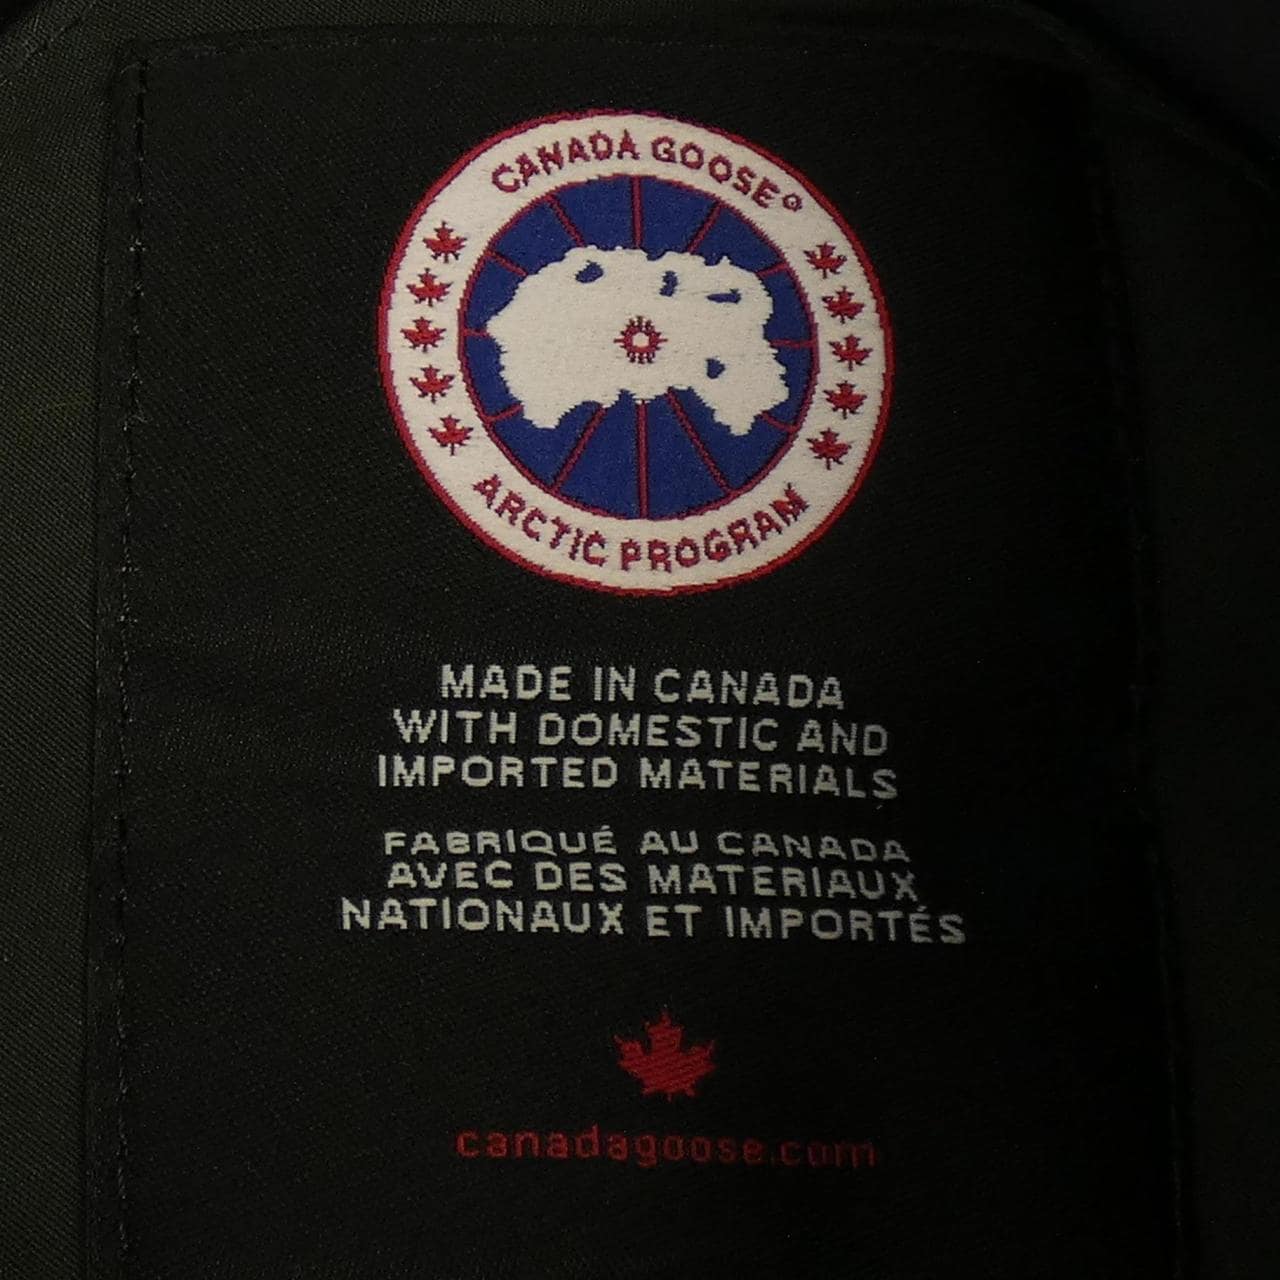 CANADA GOOSE®
ARCTIC PROGRAM
MADE IN CANADA
WITH DOMESTIC AND
IMPORTED MATERIALS
FABRIQUÉ AU CANADA
AVEC DES MATERIAUX
NATIONAUX ET IMPORTÉS
canadagoose.com